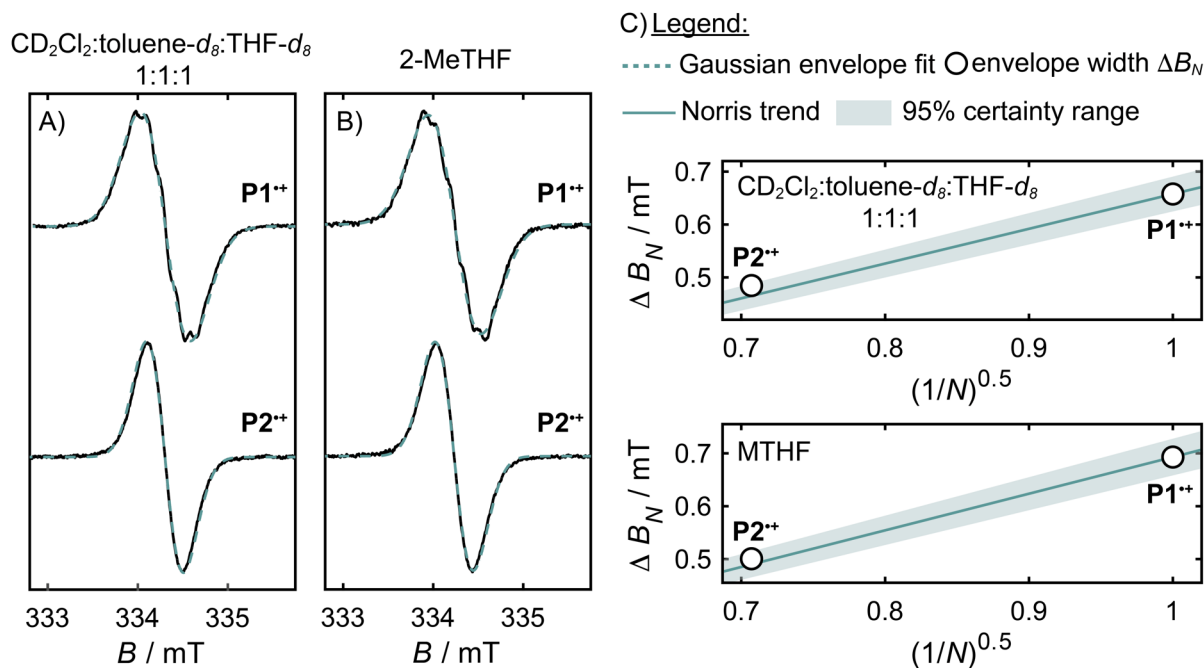 CD2Cl2:toluene-d8:THF-d8
1:1:1
2-MeTHF
A)
P1•+
P2•+
333 334 335
B / mT
B)
P1•+
P2•+
333 334 335
B / mT
C) Legend:
Gaussian envelope fit envelope width ΔBN
Norris trend 95% certainty range
CD2Cl2:toluene-d8:THF-d8
1:1:1
P2•+
P1•+
0.7
0.6
0.5
Δ BN / mT
0.7 0.8 0.9 1
(1/N)0.5
MTHF
P2•+
P1•+
0.7
0.6
0.5
Δ BN / mT
0.7 0.8 0.9 1
(1/N)0.5